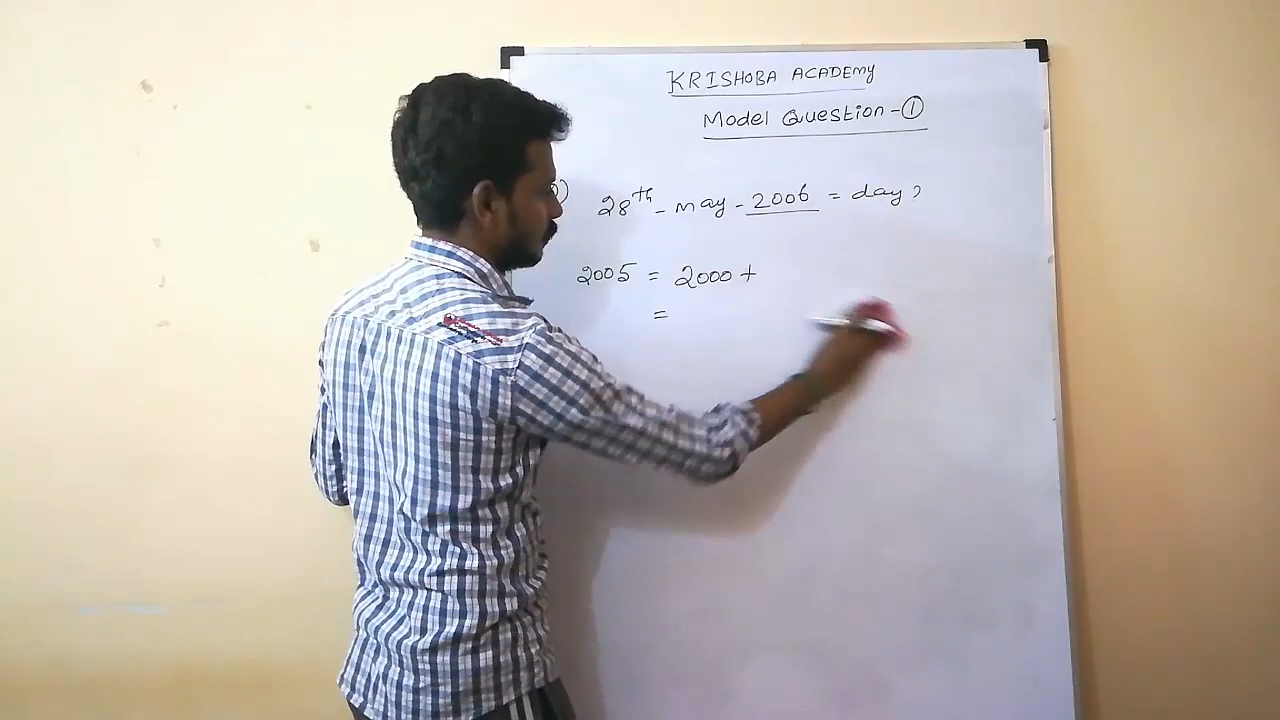 KRISHOBA ACADEMY
Model Question - ①
28th - may - 2006 = day?
2005 = 2000 +
=